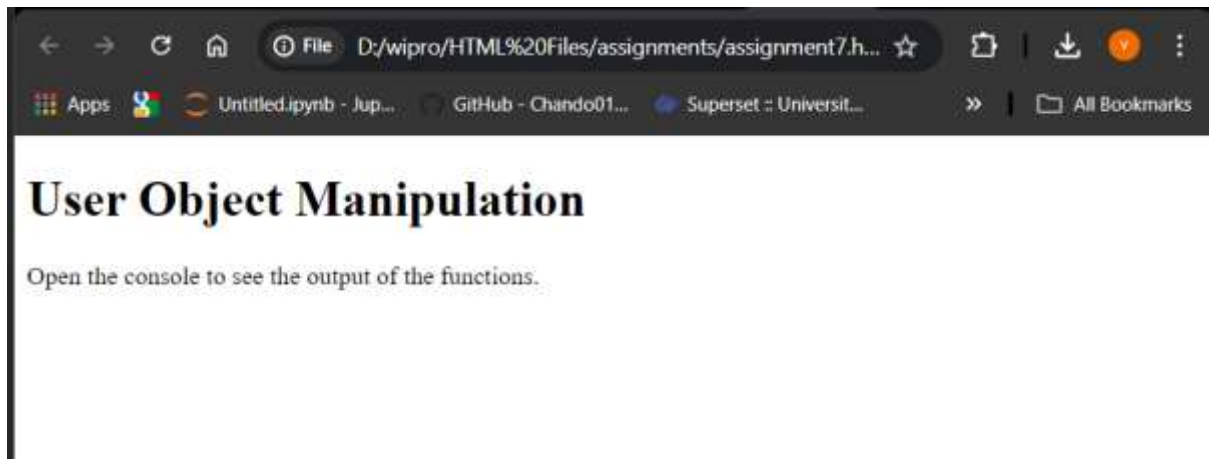 File D:/wipro/HTML%20Files/assignments/assignment7.h...
Apps Untitled.ipynb - Jup... GitHub - Chando01... Superset :: Universit... » All Bookmarks
User Object Manipulation
Open the console to see the output of the functions.